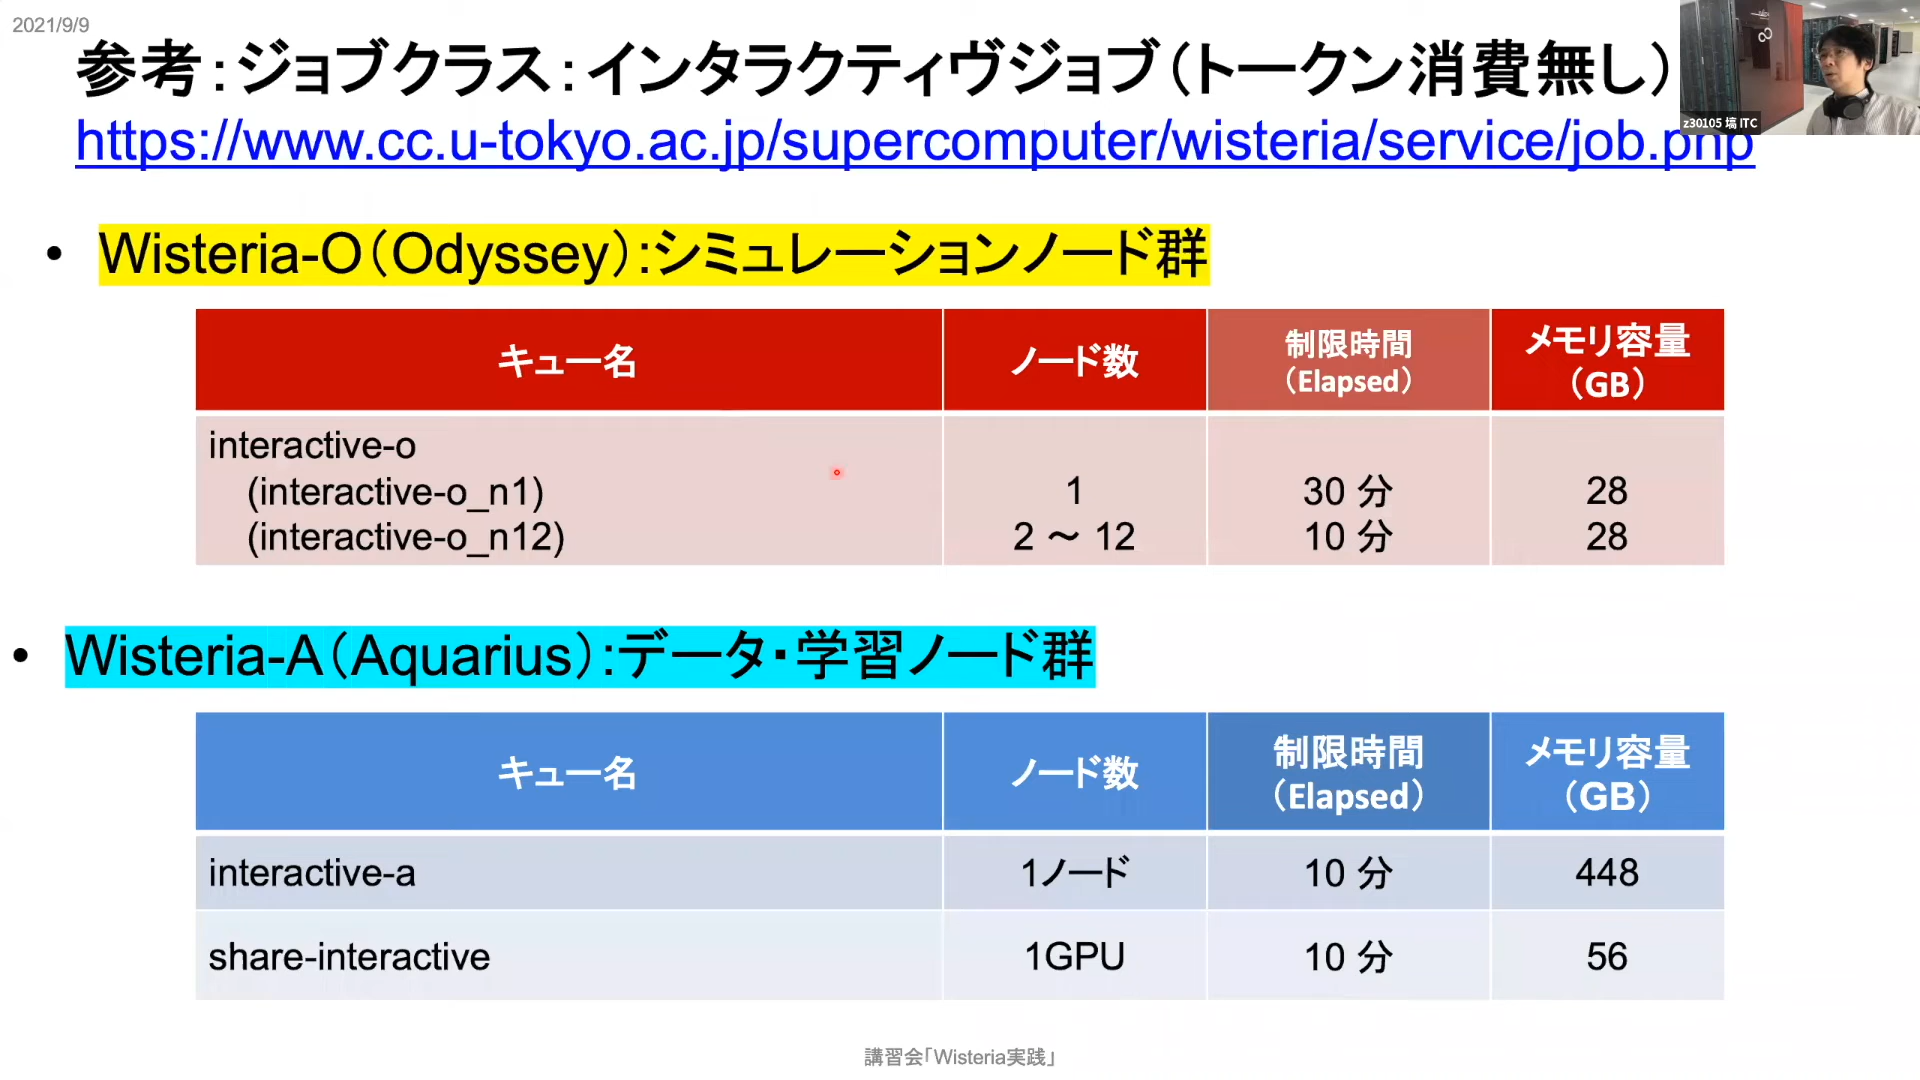 2021/9/9
参考：ジョブクラス：インタラクティヴジョブ（トークン消費無し）
https://www.cc.u-tokyo.ac.jp/supercomputer/wisteria/service/job.php
z30105 塙 ITC
• Wisteria-O（Odyssey）：シミュレーションノード群
キュー名 ノード数 制限時間 メモリ容量
（Elapsed） （GB）
interactive-o
(interactive-o_n1) 1 30 分 28
(interactive-o_n12) 2 ～ 12 10 分 28
• Wisteria-A（Aquarius）：データ・学習ノード群
キュー名 ノード数 制限時間 メモリ容量
（Elapsed） （GB）
interactive-a 1ノード 10 分 448
share-interactive 1GPU 10 分 56
講習会「Wisteria実践」